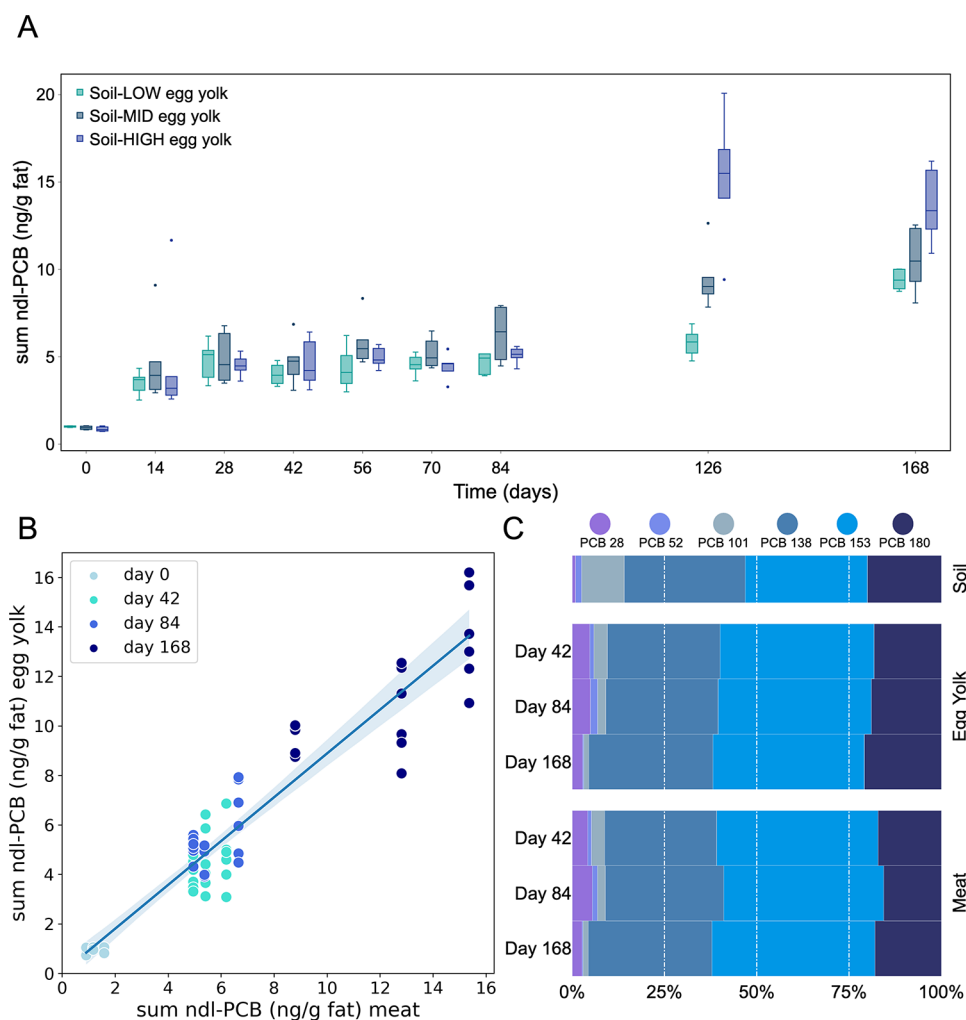 A
sum ndl-PCB (ng/g fat)
20
15
10
5
0
Soil-LOW egg yolk
Soil-MID egg yolk
Soil-HIGH egg yolk
0 14 28 42 56 70 84 126 168
Time (days)
B
sum ndl-PCB (ng/g fat) egg yolk
16
14
12
10
8
6
4
2
0
day 0
day 42
day 84
day 168
0 2 4 6 8 10 12 14 16
sum ndl-PCB (ng/g fat) meat
C
PCB 28 PCB 52 PCB 101 PCB 138 PCB 153 PCB 180
Soil
Day 42
Day 84
Day 168
Egg Yolk
Day 42
Day 84
Day 168
Meat
0% 25% 50% 75% 100%